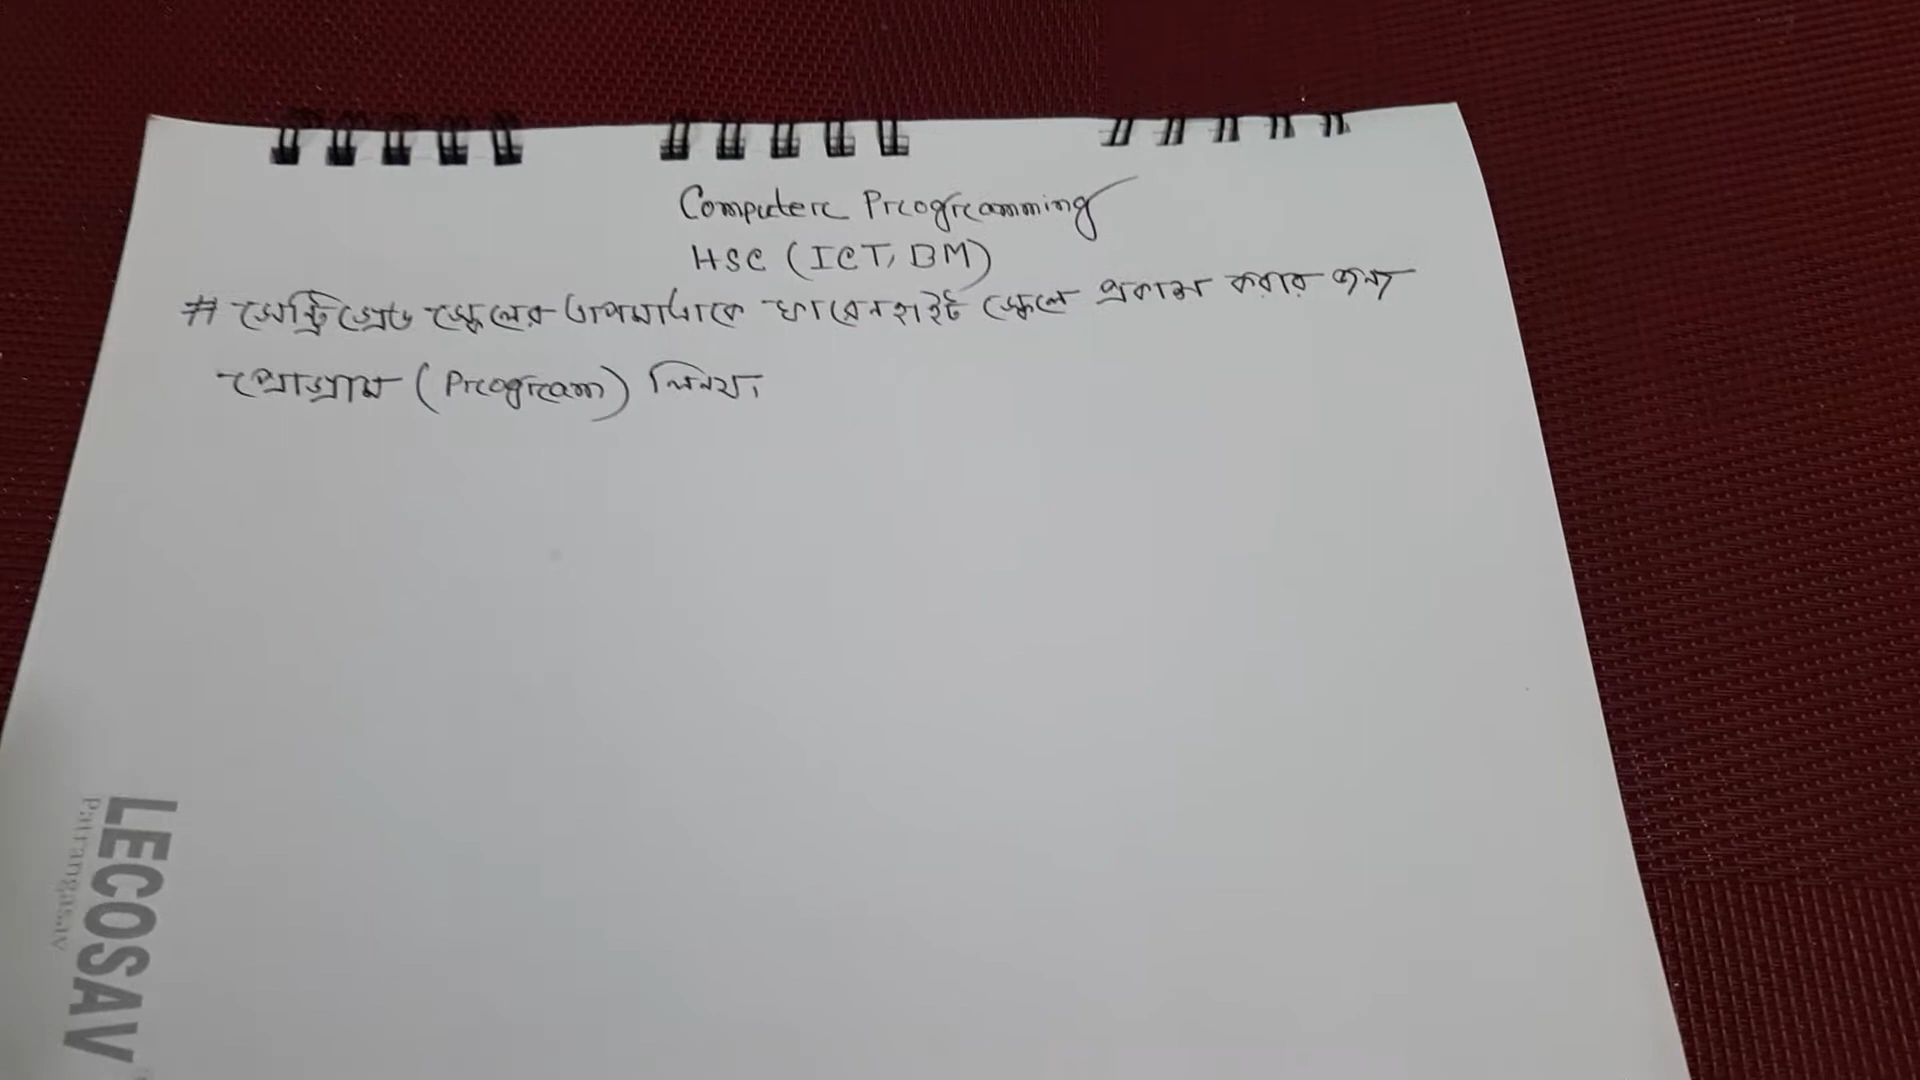 Computer Programming
HSC (ICT, BM)
# সেন্ট্রিগ্রেড স্কেলের তাপমাত্রাকে ফারেনহাইট স্কেলে প্রকাশ করার জন্য
প্রোগ্রাম (Program) লিখ।
LECOSAV